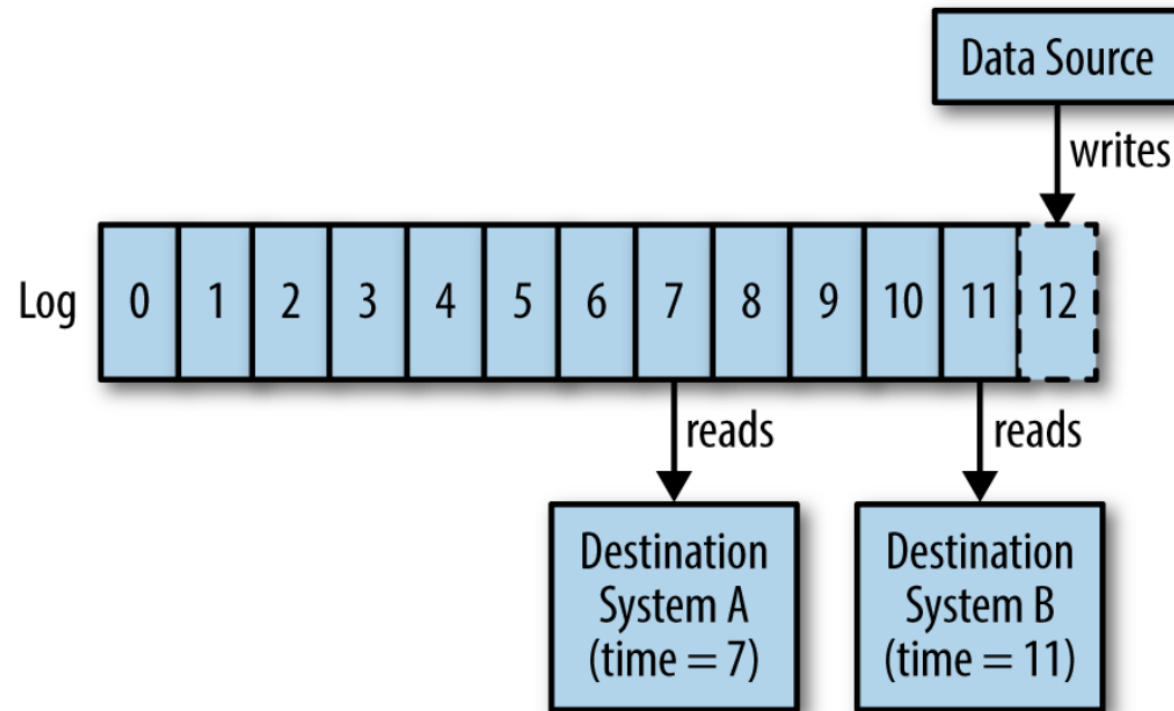 Data Source
writes
Log 0 1 2 3 4 5 6 7 8 9 10 11 12
reads reads
Destination
System A
(time = 7)
Destination
System B
(time = 11)